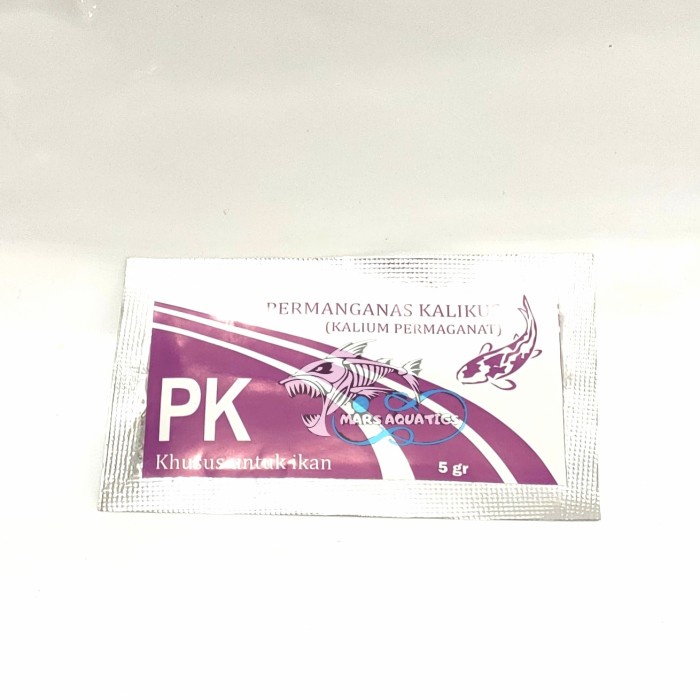 PERMANGANAS KALIKUS
(KALIUM PERMAGANAT)
PK
MARS AQUATICS
Khusus untuk ikan
5 gr